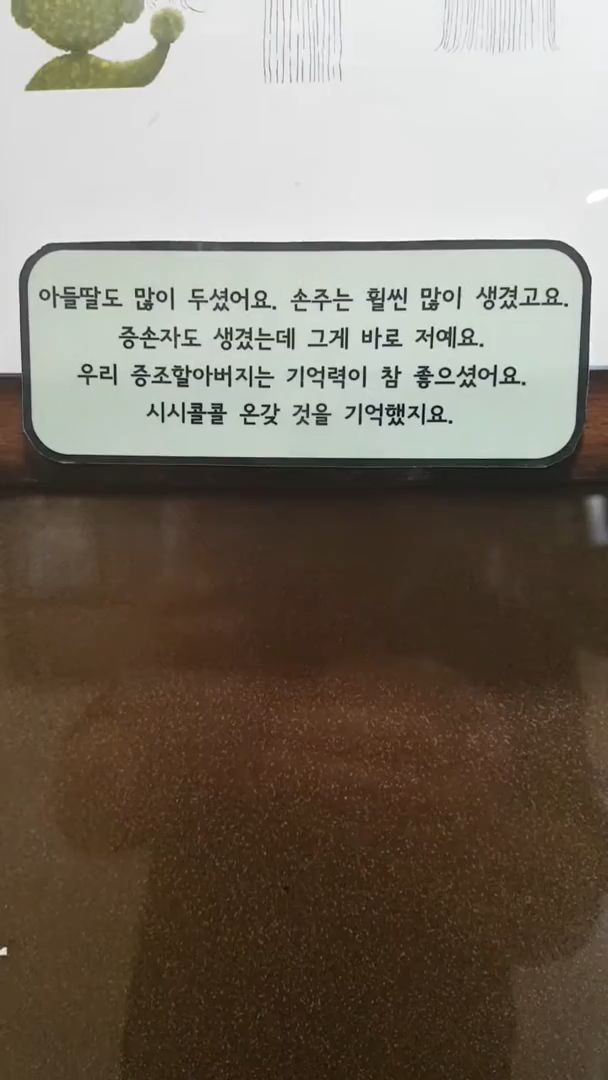 아들딸도 많이 두셨어요. 손주는 훨씬 많이 생겼고요.
증손자도 생겼는데 그게 바로 저예요.
우리 증조할아버지는 기억력이 참 좋으셨어요.
시시콜콜 온갖 것을 기억했지요.